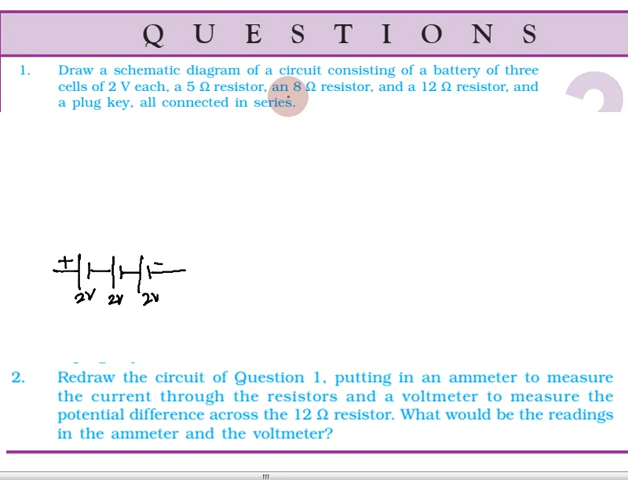 QUESTIONS
1. Draw a schematic diagram of a circuit consisting of a battery of three
cells of 2 V each, a 5 Ω resistor, an 8 Ω resistor, and a 12 Ω resistor, and
a plug key, all connected in series.
+ -
2V 2V 2V
2. Redraw the circuit of Question 1, putting in an ammeter to measure
the current through the resistors and a voltmeter to measure the
potential difference across the 12 Ω resistor. What would be the readings
in the ammeter and the voltmeter?